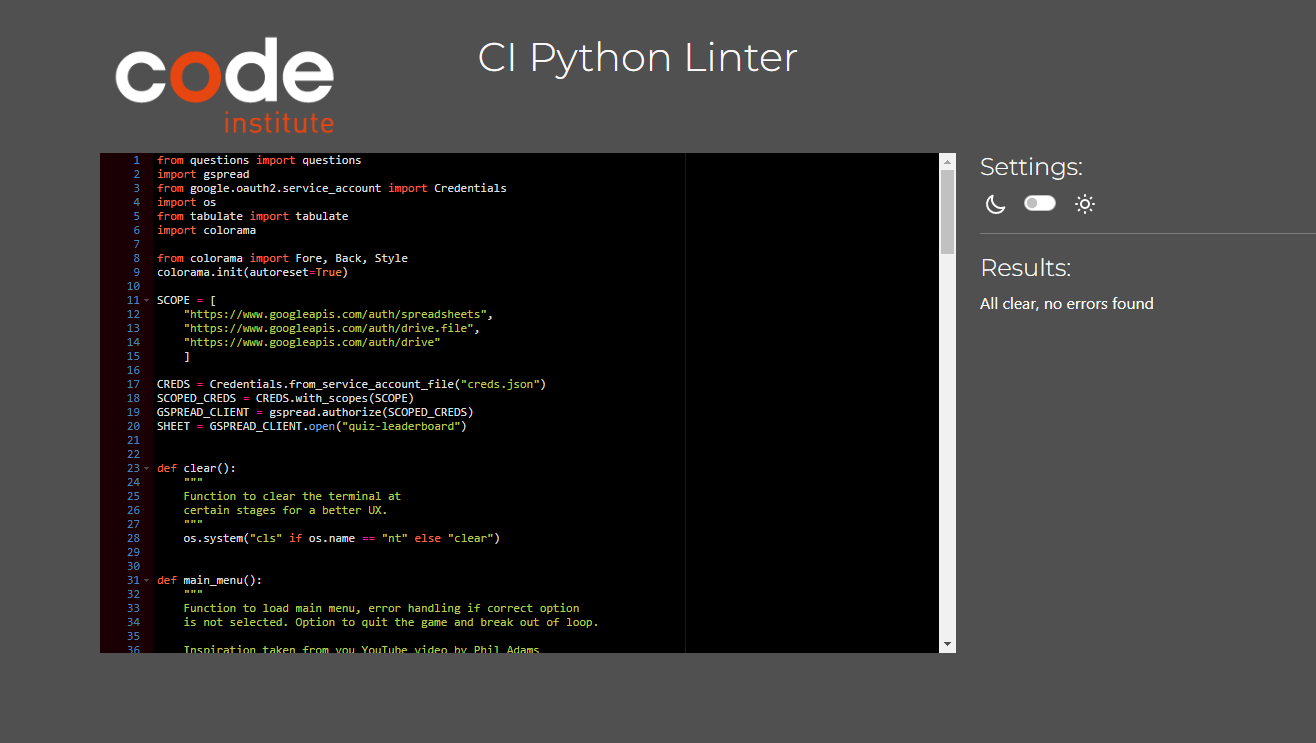 code
institute
CI Python Linter
1 from questions import questions
2 import gspread
3 from google.oauth2.service_account import Credentials
4 import os
5 from tabulate import tabulate
6 import colorama
7
8 from colorama import Fore, Back, Style
9 colorama.init(autoreset=True)
10
11 SCOPE = [
12     "https://www.googleapis.com/auth/spreadsheets",
13     "https://www.googleapis.com/auth/drive.file",
14     "https://www.googleapis.com/auth/drive"
15     ]
16
17 CREDS = Credentials.from_service_account_file("creds.json")
18 SCOPED_CREDS = CREDS.with_scopes(SCOPE)
19 GSPREAD_CLIENT = gspread.authorize(SCOPED_CREDS)
20 SHEET = GSPREAD_CLIENT.open("quiz-leaderboard")
21
22
23 def clear():
24     """
25     Function to clear the terminal at
26     certain stages for a better UX.
27     """
28     os.system("cls" if os.name == "nt" else "clear")
29
30
31 def main_menu():
32     """
33     Function to load main menu, error handling if correct option
34     is not selected. Option to quit the game and break out of loop.
35
36     Inspiration taken from you YouTube video by Phil Adams
Settings:
Results:
All clear, no errors found